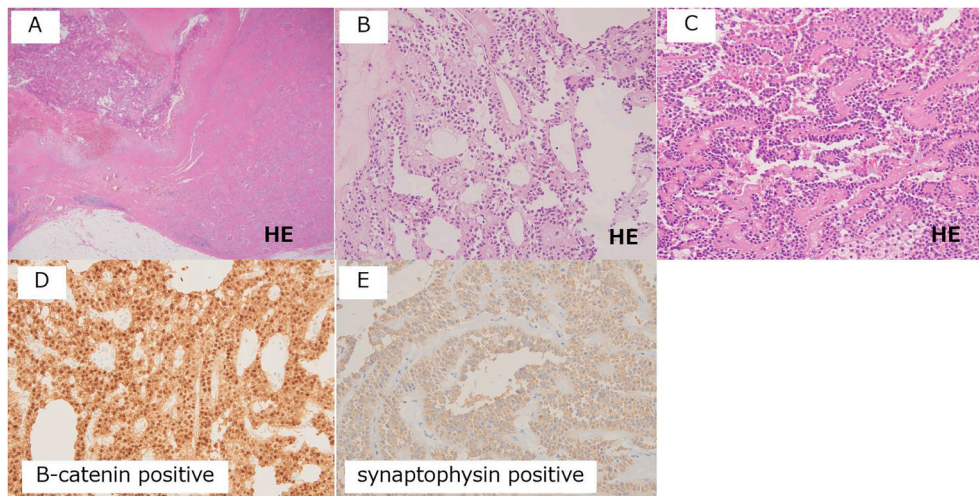 A
B
C
HE
HE
HE
D
E
B-catenin positive
synaptophysin positive